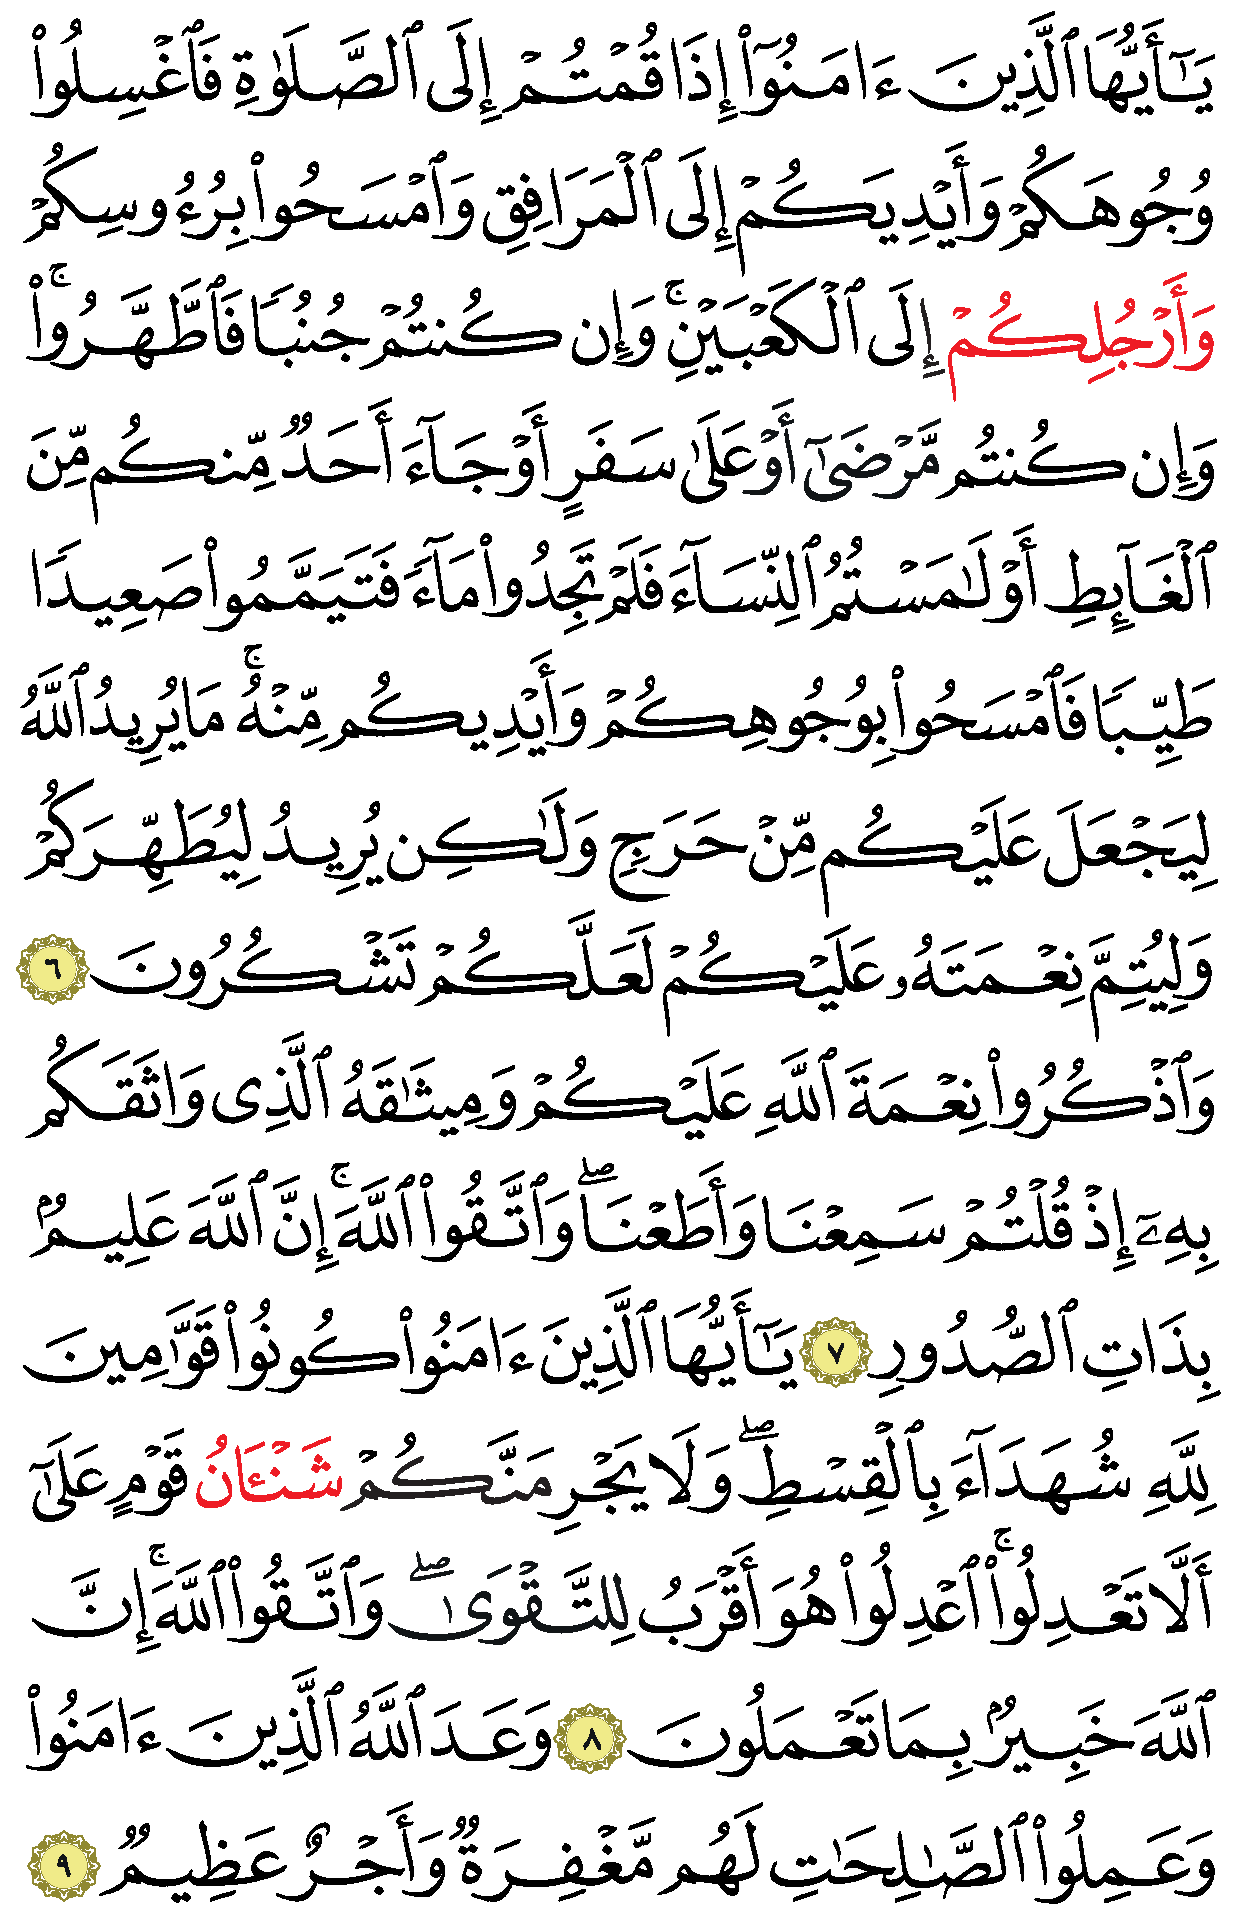 يَـٰٓأَيُّهَا ٱلَّذِينَ ءَامَنُوٓا۟ إِذَا قُمْتُمْ إِلَى ٱلصَّلَوٰةِ فَٱغْسِلُوا۟
وُجُوهَكُمْ وَأَيْدِيَكُمْ إِلَى ٱلْمَرَافِقِ وَٱمْسَحُوا۟ بِرُءُوسِكُمْ
وَأَرْجُلِكُمْ إِلَى ٱلْكَعْبَيْنِ ۚ وَإِن كُنتُمْ جُنُبًا فَٱطَّهَّرُوا۟ ۚ
وَإِن كُنتُم مَّرْضَىٰٓ أَوْ عَلَىٰ سَفَرٍ أَوْ جَآءَ أَحَدٌ مِّنكُم مِّنَ
ٱلْغَآئِطِ أَوْ لَـٰمَسْتُمُ ٱلنِّسَآءَ فَلَمْ تَجِدُوا۟ مَآءً فَتَيَمَّمُوا۟ صَعِيدًا
طَيِّبًا فَٱمْسَحُوا۟ بِوُجُوهِكُمْ وَأَيْدِيكُم مِّنْهُ ۚ مَا يُرِيدُ ٱللَّهُ
لِيَجْعَلَ عَلَيْكُم مِّنْ حَرَجٍ وَلَـٰكِن يُرِيدُ لِيُطَهِّرَكُمْ
وَلِيُتِمَّ نِعْمَتَهُۥ عَلَيْكُمْ لَعَلَّكُمْ تَشْكُرُونَ ٦
وَٱذْكُرُوا۟ نِعْمَةَ ٱللَّهِ عَلَيْكُمْ وَمِيثَـٰقَهُ ٱلَّذِى وَاثَقَكُم
بِهِۦٓ إِذْ قُلْتُمْ سَمِعْنَا وَأَطَعْنَا ۖ وَٱتَّقُوا۟ ٱللَّهَ ۚ إِنَّ ٱللَّهَ عَلِيمٌۢ
بِذَاتِ ٱلصُّدُورِ ٧ يَـٰٓأَيُّهَا ٱلَّذِينَ ءَامَنُوا۟ كُونُوا۟ قَوَّٰمِينَ
لِلَّهِ شُهَدَآءَ بِٱلْقِسْطِ ۖ وَلَا يَجْرِمَنَّكُمْ شَنْـَٔانُ قَوْمٍ عَلَىٰٓ
أَلَّا تَعْدِلُوا۟ ۚ ٱعْدِلُوا۟ هُوَ أَقْرَبُ لِلتَّقْوَىٰ ۖ وَٱتَّقُوا۟ ٱللَّهَ ۚ إِنَّ
ٱللَّهَ خَبِيرٌۢ بِمَا تَعْمَلُونَ ٨ وَعَدَ ٱللَّهُ ٱلَّذِينَ ءَامَنُوا۟
وَعَمِلُوا۟ ٱلصَّـٰلِحَـٰتِ لَهُم مَّغْفِرَةٌ وَأَجْرٌ عَظِيمٌ ٩